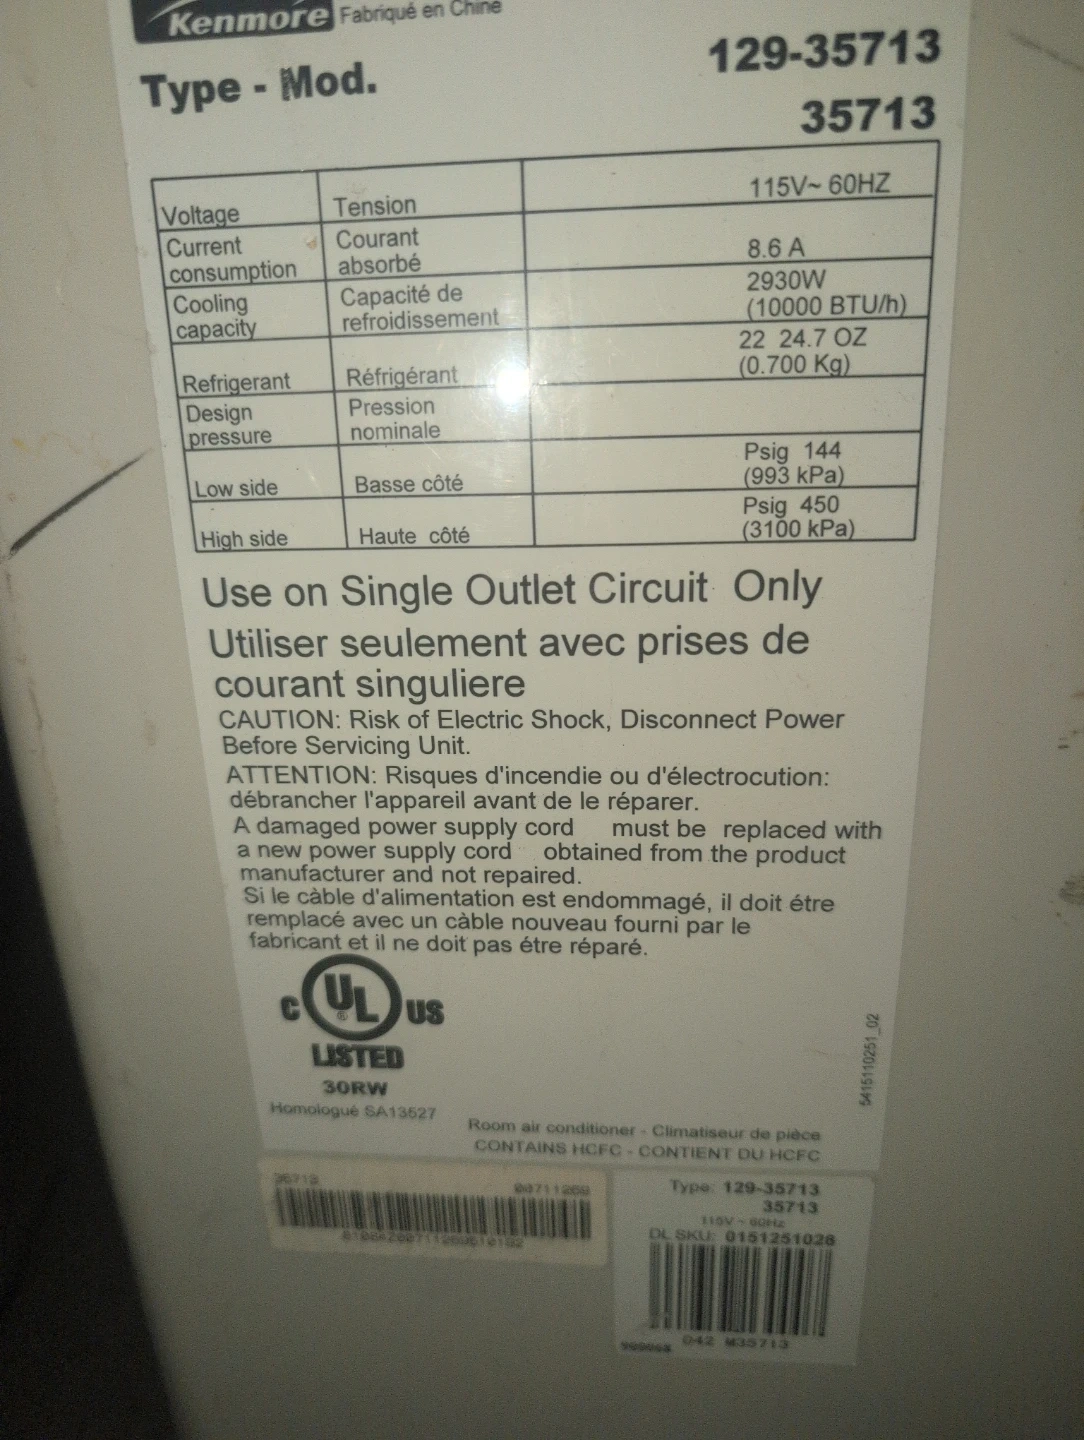 Kenmore Fabriqué en Chine
Type - Mod. 129-35713
35713
Voltage Tension 115V~ 60HZ
Current consumption Courant absorbé 8.6 A
Cooling capacity Capacité de refroidissement 2930W (10000 BTU/h)
Refrigerant Réfrigérant 22 24.7 OZ (0.700 Kg)
Design pressure Pression nominale
Low side Basse côté Psig 144 (993 kPa)
High side Haute côté Psig 450 (3100 kPa)
Use on Single Outlet Circuit Only
Utiliser seulement avec prises de
courant singuliere
CAUTION: Risk of Electric Shock, Disconnect Power
Before Servicing Unit.
ATTENTION: Risques d'incendie ou d'électrocution:
débrancher l'appareil avant de le réparer.
A damaged power supply cord must be replaced with
a new power supply cord obtained from the product
manufacturer and not repaired.
Si le càble d'alimentation est endommagé, il doit étre
remplacé avec un càble nouveau fourni par le
fabricant et il ne doit pas étre réparé.
C UL® US
LISTED
30RW
Homologué SA13527
5415110251_02
Room air conditioner - Climatiseur de pièce
CONTAINS HCFC - CONTIENT DU HCFC
35713
Type: 129-35713
35713
115V ~ 60Hz
DL SKU: 0151251028
042 M35713